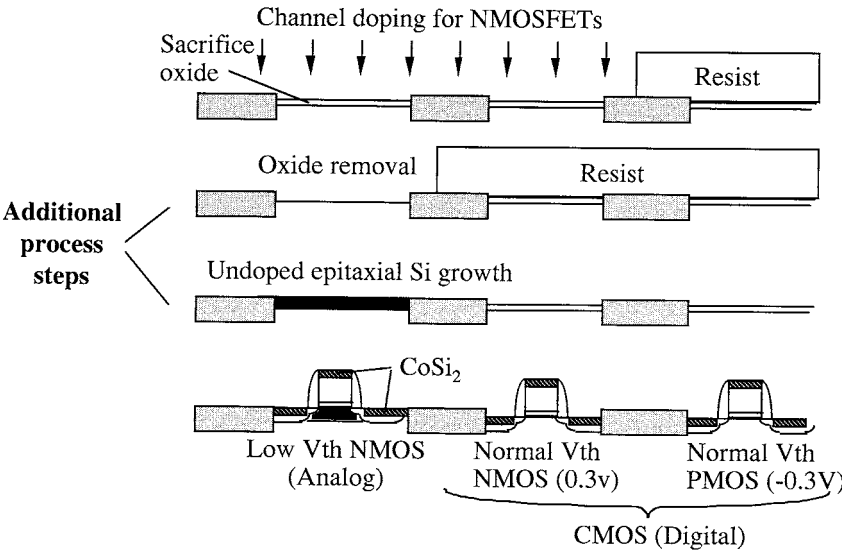 Channel doping for NMOSFETs
Sacrifice
oxide
Resist
Oxide removal
Resist
Additional
process
steps
Undoped epitaxial Si growth
CoSi2
Low Vth NMOS
(Analog)
Normal Vth
NMOS (0.3v)
Normal Vth
PMOS (-0.3V)
CMOS (Digital)